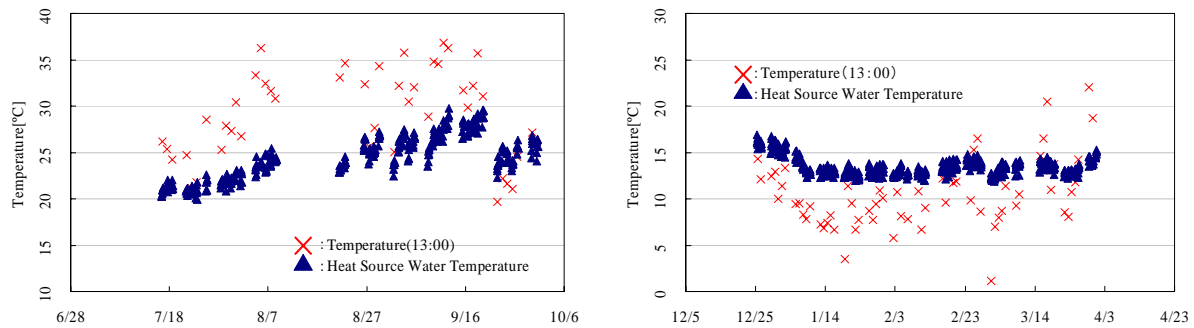 40
35
30
25
20
15
10
Temperature[ºC]
: Temperature(13:00)
: Heat Source Water Temperature
6/28 7/18 8/7 8/27 9/16 10/6
30
25
20
15
10
5
0
Temperature[ºC]
: Temperature(13:00)
: Heat Source Water Temperature
12/5 12/25 1/14 2/3 2/23 3/14 4/3 4/23